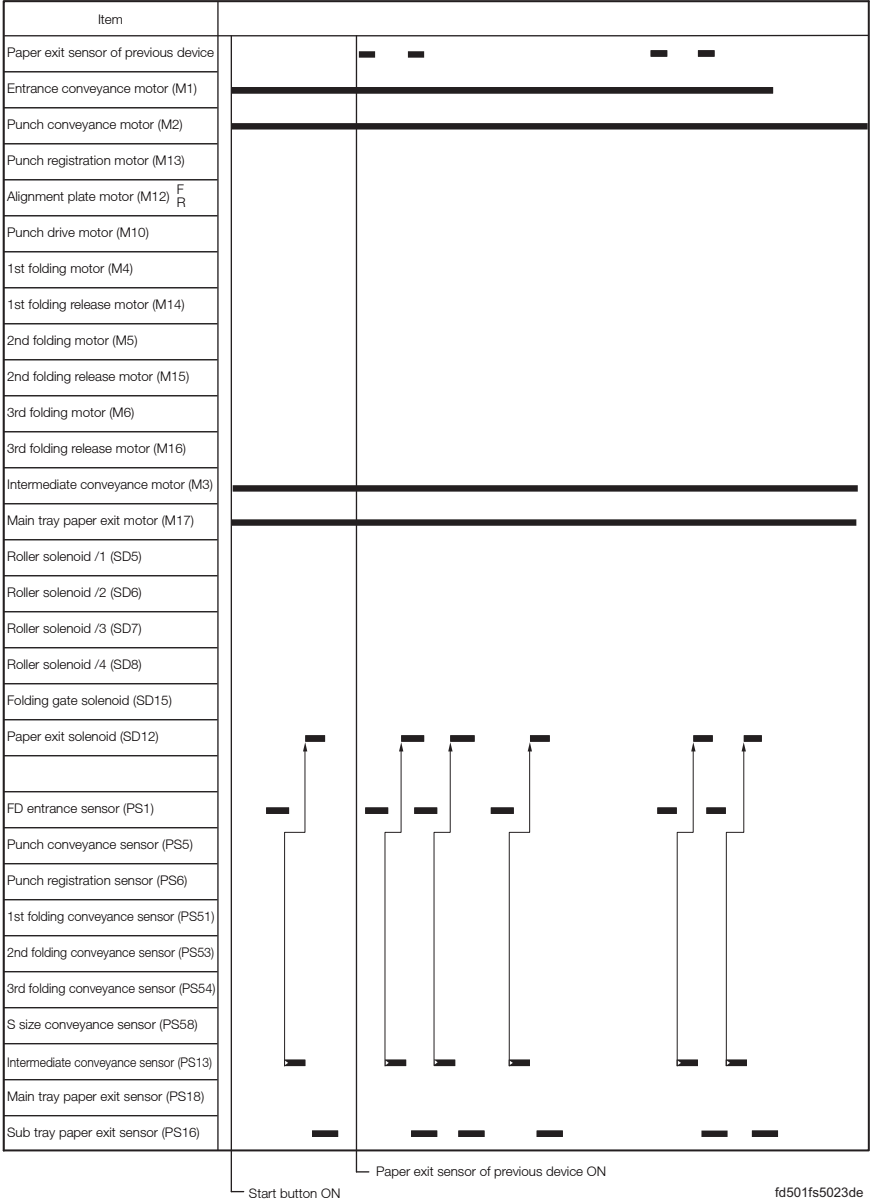 Item
Paper exit sensor of previous device
Entrance conveyance motor (M1)
Punch conveyance motor (M2)
Punch registration motor (M13)
Alignment plate motor (M12) F
R
Punch drive motor (M10)
1st folding motor (M4)
1st folding release motor (M14)
2nd folding motor (M5)
2nd folding release motor (M15)
3rd folding motor (M6)
3rd folding release motor (M16)
Intermediate conveyance motor (M3)
Main tray paper exit motor (M17)
Roller solenoid /1 (SD5)
Roller solenoid /2 (SD6)
Roller solenoid /3 (SD7)
Roller solenoid /4 (SD8)
Folding gate solenoid (SD15)
Paper exit solenoid (SD12)
FD entrance sensor (PS1)
Punch conveyance sensor (PS5)
Punch registration sensor (PS6)
1st folding conveyance sensor (PS51)
2nd folding conveyance sensor (PS53)
3rd folding conveyance sensor (PS54)
S size conveyance sensor (PS58)
Intermediate conveyance sensor (PS13)
Main tray paper exit sensor (PS18)
Sub tray paper exit sensor (PS16)
Paper exit sensor of previous device ON
Start button ON
fd501fs5023de